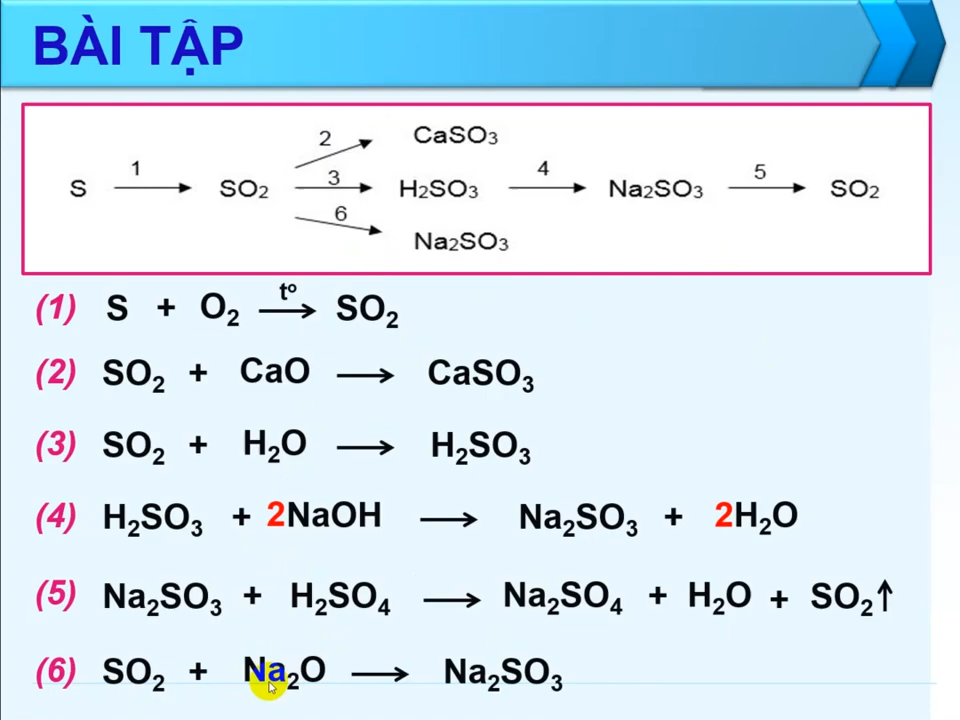 BÀI TẬP
2 CaSO3
S 1 SO2 3 H2SO3 4 Na2SO3 5 SO2
6 Na2SO3
(1) S + O2 to⟶ SO2
(2) SO2 + CaO ⟶ CaSO3
(3) SO2 + H2O ⟶ H2SO3
(4) H2SO3 + 2NaOH ⟶ Na2SO3 + 2H2O
(5) Na2SO3 + H2SO4 ⟶ Na2SO4 + H2O + SO2↑
(6) SO2 + Na2O ⟶ Na2SO3